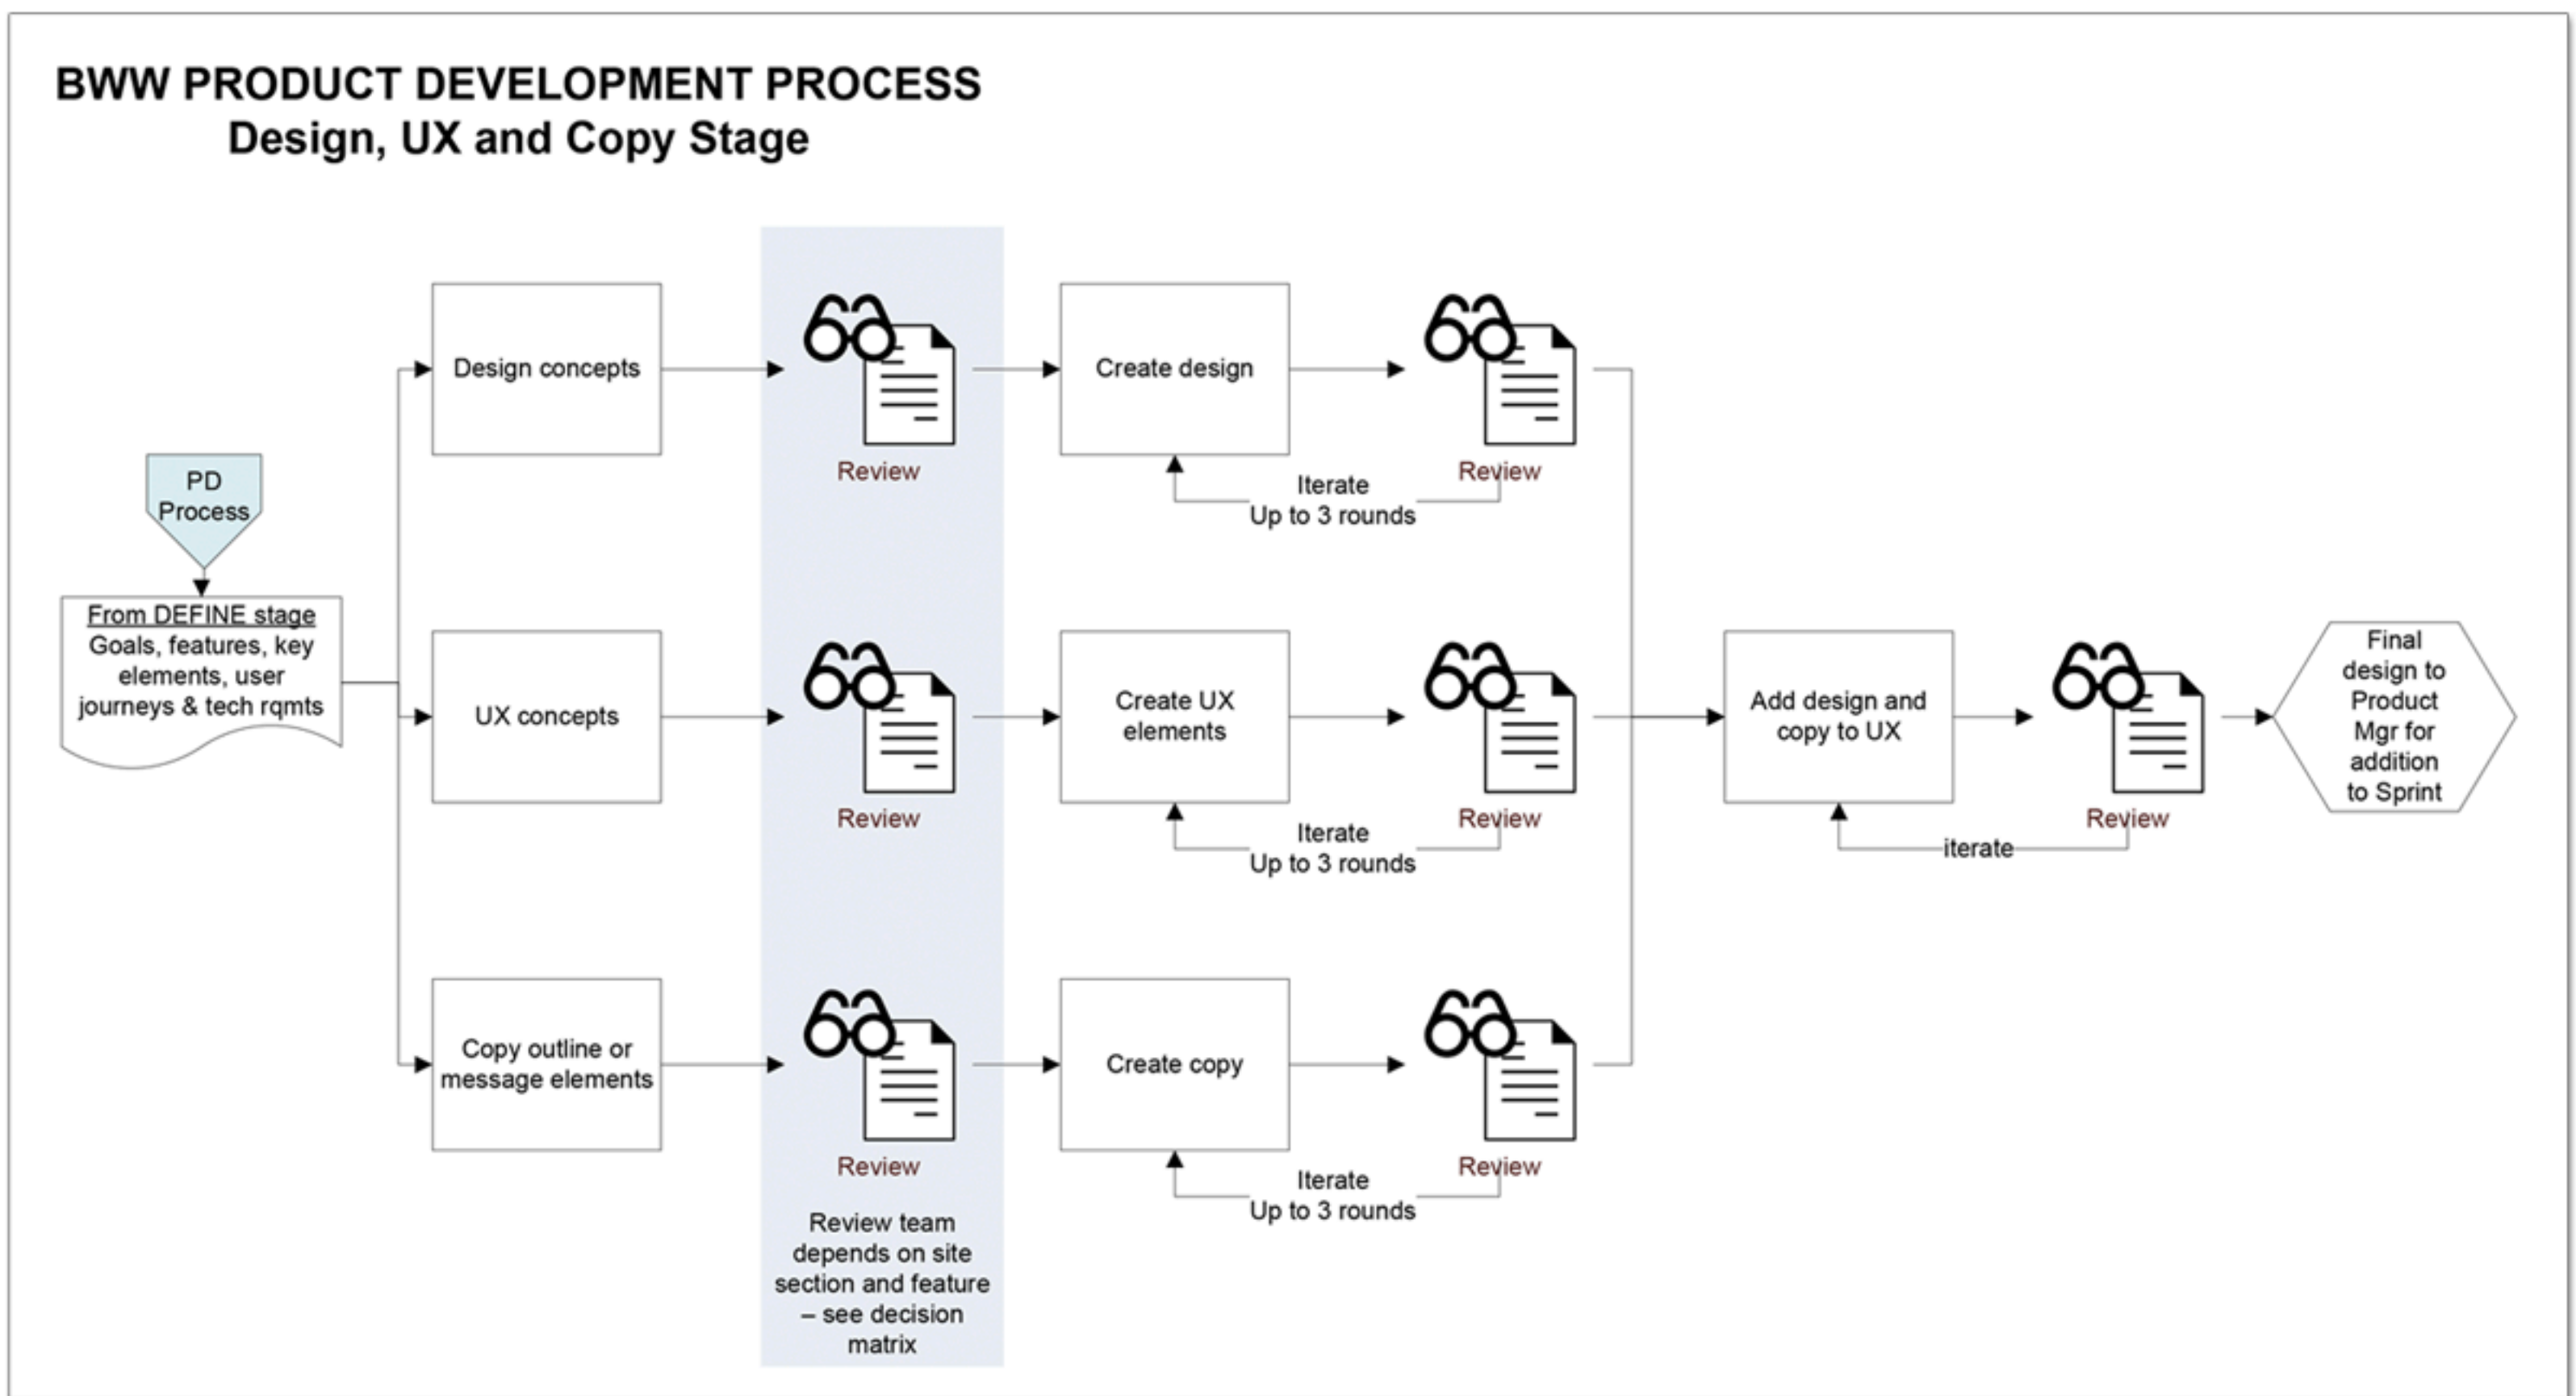 BWW PRODUCT DEVELOPMENT PROCESS
Design, UX and Copy Stage
PD
Process
From DEFINE stage
Goals, features, key
elements, user
journeys & tech rqmts
Design concepts
Review
Create design
Review
Iterate
Up to 3 rounds
UX concepts
Review
Create UX
elements
Review
Iterate
Up to 3 rounds
Copy outline or
message elements
Review
Review team
depends on site
section and feature
– see decision
matrix
Create copy
Review
Iterate
Up to 3 rounds
Add design and
copy to UX
Review
iterate
Final
design to
Product
Mgr for
addition
to Sprint